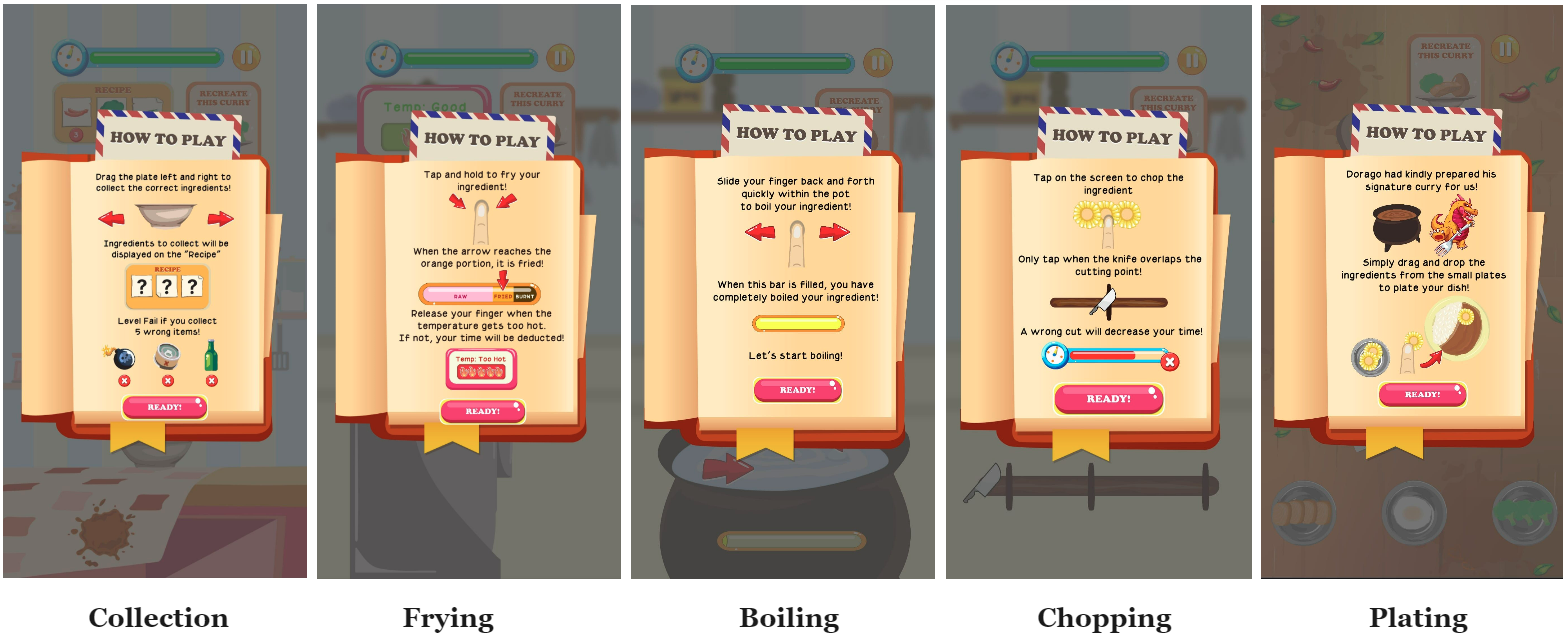 RECIPE
RECREATE
THIS CURRY
HOW TO PLAY
Drag the plate left and right to
collect the correct ingredients!
Ingredients to collect will be
displayed on the "Recipe"
RECIPE
? ? ?
Level Fail if you collect
5 wrong items!
READY!
Collection
Temp: Good
RECREATE
THIS CURRY
HOW TO PLAY
Tap and hold to fry your
ingredient!
When the arrow reaches the
orange portion, it is fried!
RAW FRIED BURNT
Release your finger when the
temperature gets too hot.
If not, your time will be deducted!
Temp: Too Hot
READY!
Frying
RECREATE
THIS CURRY
HOW TO PLAY
Slide your finger back and forth
quickly within the pot
to boil your ingredient!
When this bar is filled, you have
completely boiled your ingredient!
Let's start boiling!
READY!
Boiling
RECREATE
THIS CURRY
HOW TO PLAY
Tap on the screen to chop the
ingredient
Only tap when the knife overlaps the
cutting point!
A wrong cut will decrease your time!
READY!
Chopping
RECREATE
THIS CURRY
HOW TO PLAY
Dorago had kindly prepared his
signature curry for us!
Simply drag and drop the
ingredients from the small plates
to plate your dish!
READY!
Plating